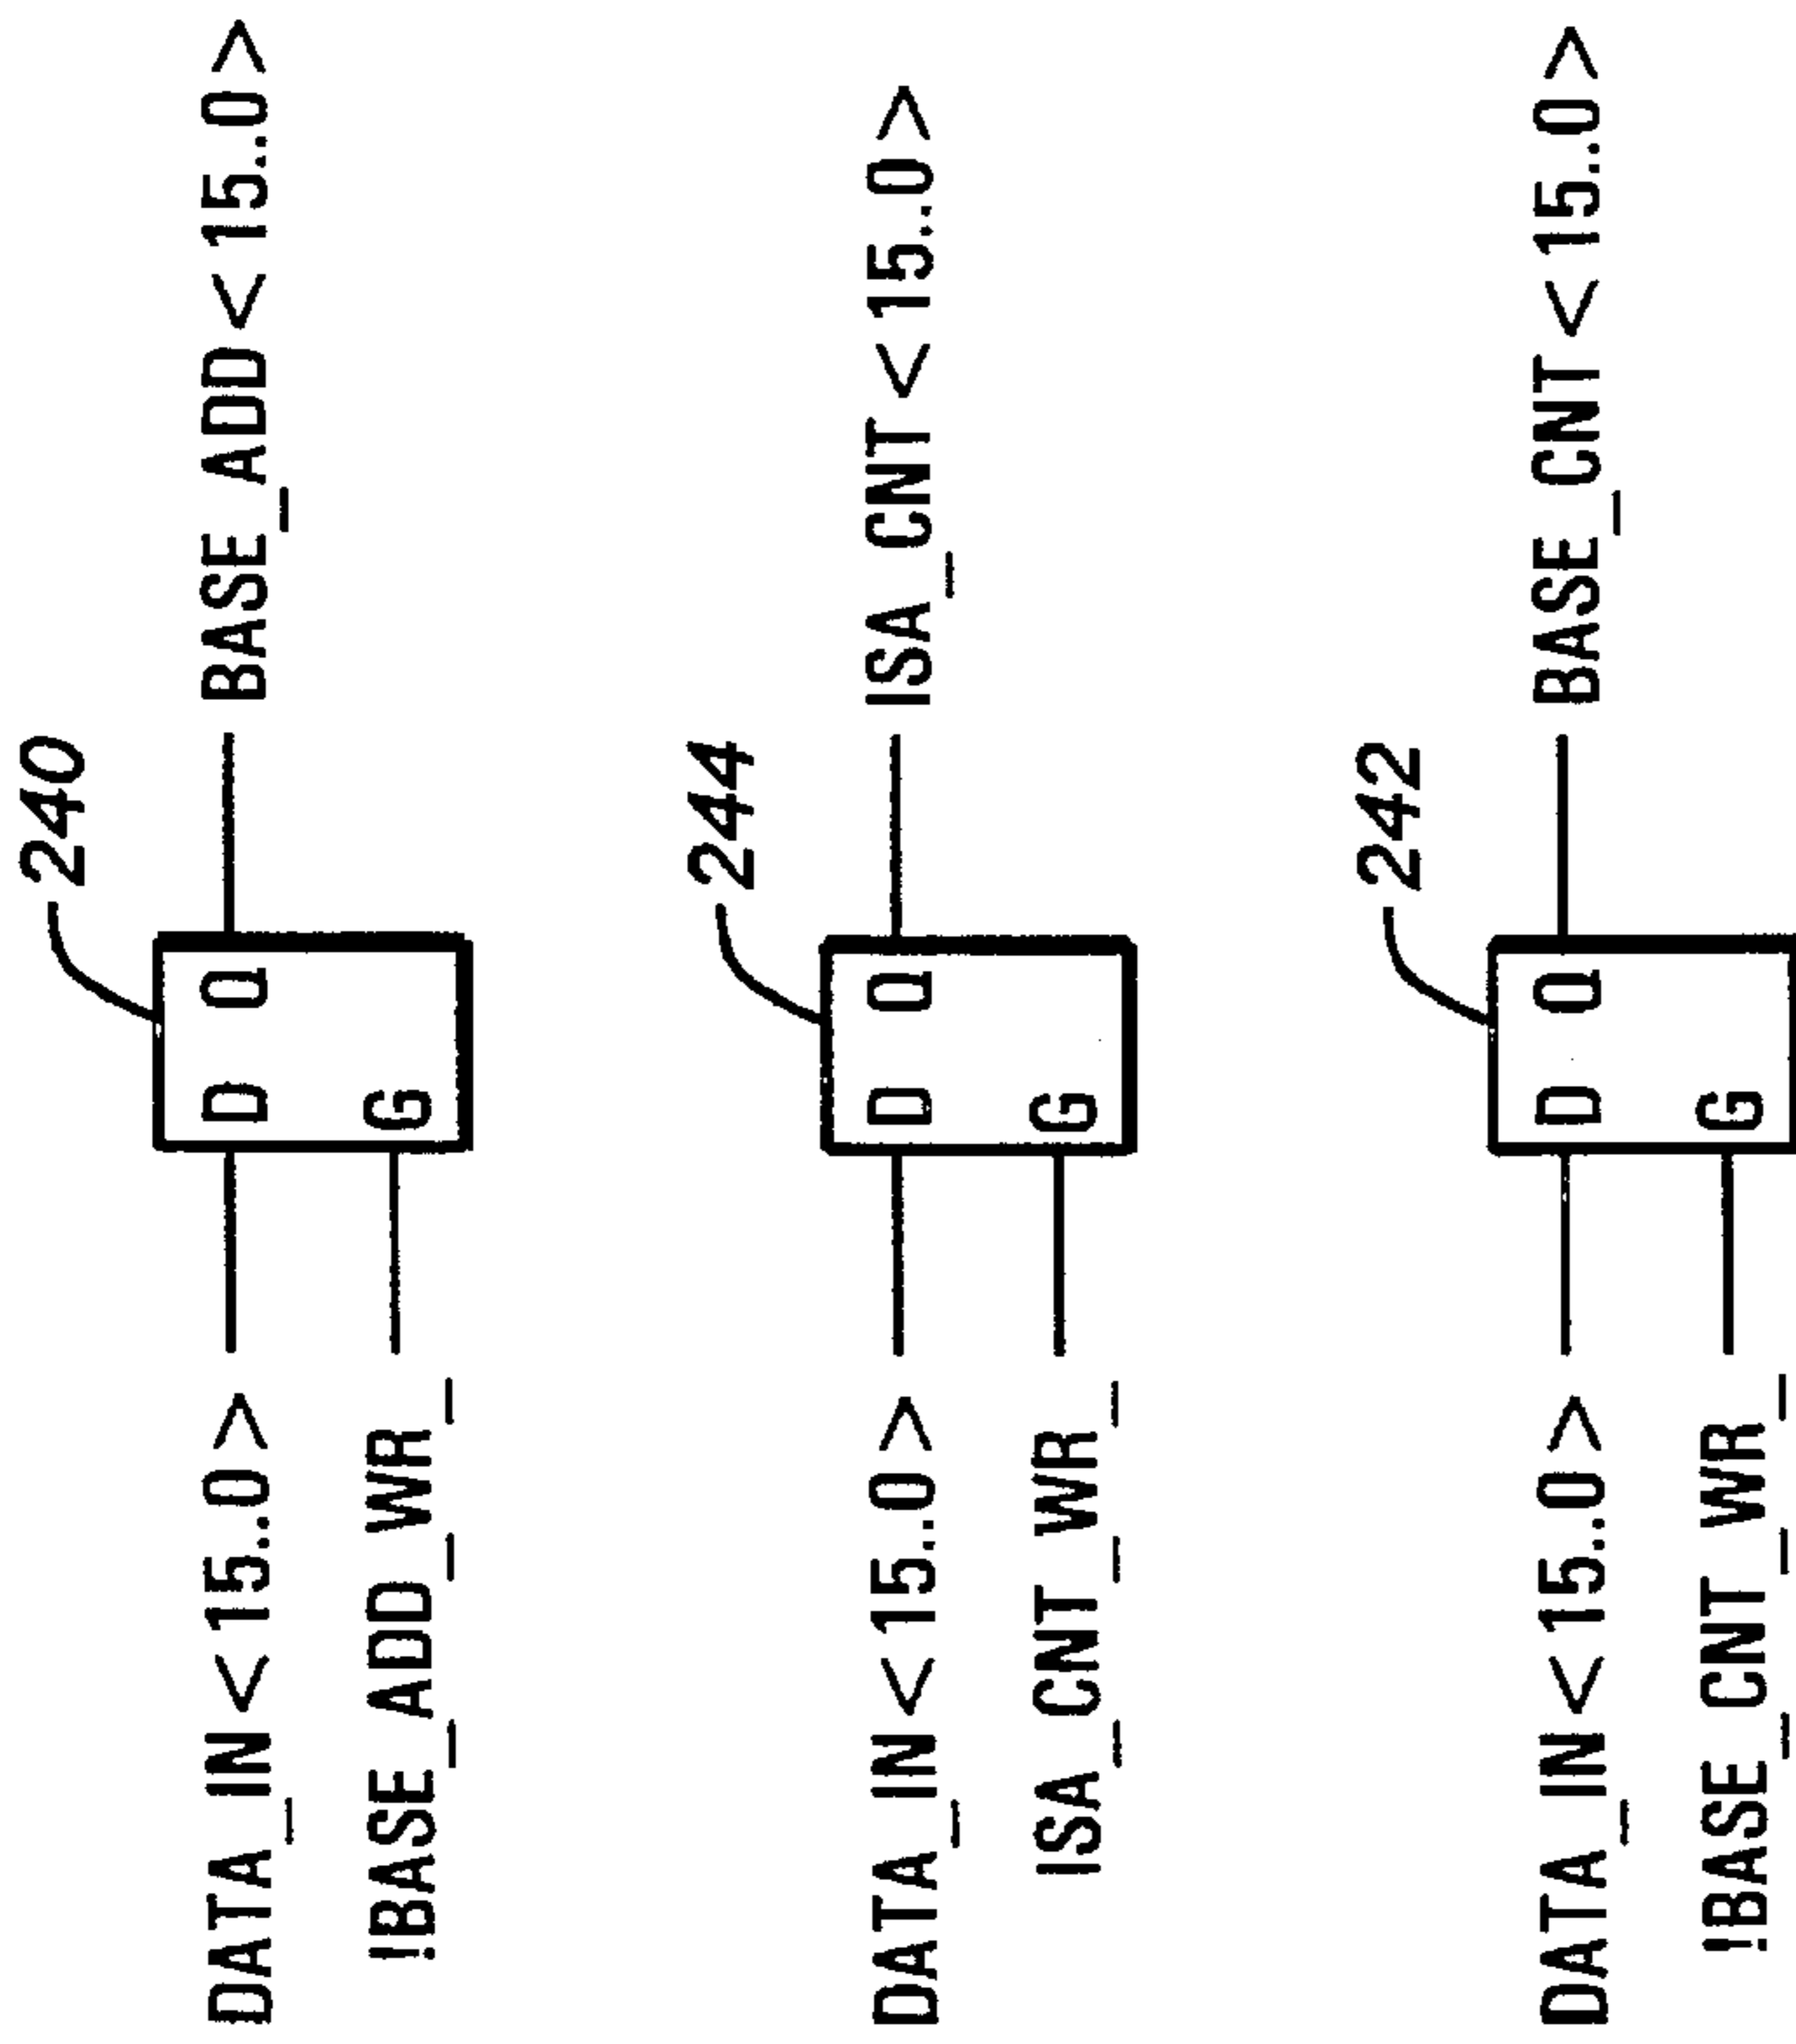 240
DATA_IN<15..0> D Q BASE_ADD<15..0>
!BASE_ADD_WR_ G
244
DATA_IN<15..0> D Q ISA_CNT<15..0>
ISA_CNT_WR_ G
242
DATA_IN<15..0> D Q BASE_CNT<15..0>
!BASE_CNT_WR_ G